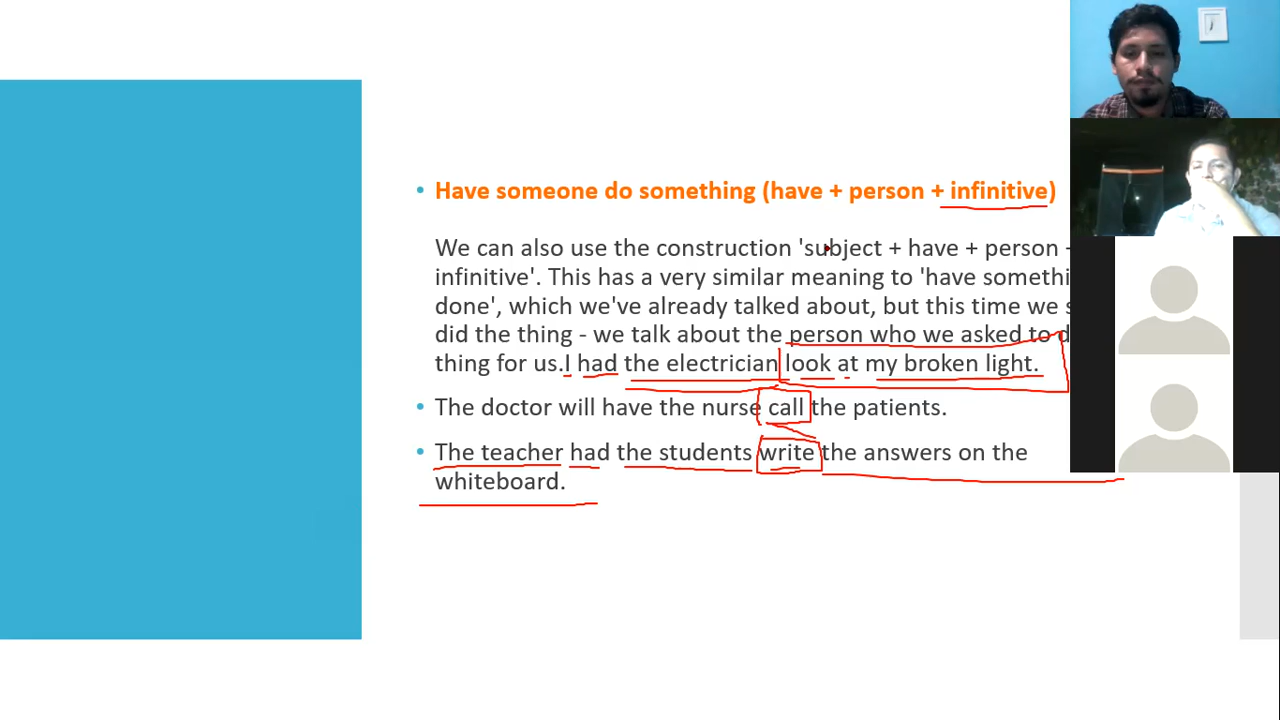 Have someone do something (have + person + infinitive)
We can also use the construction 'subject + have + person
infinitive'. This has a very similar meaning to 'have
done', which we've already talked about, but this time we
did the thing - we talk about the person who we asked to
thing for us.I had the electrician look at my broken light.
The doctor will have the nurse call the patients.
The teacher had the students write the answers on the
whiteboard.